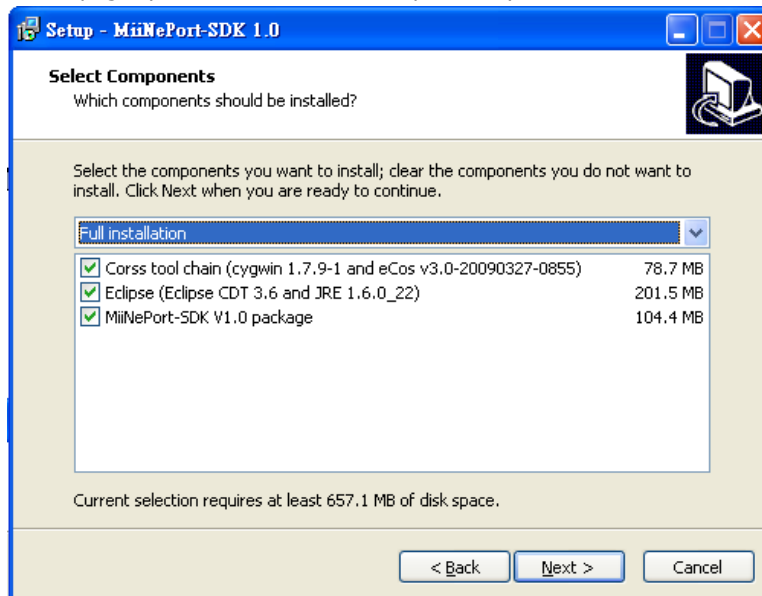 Setup - MiiNePort-SDK 1.0
Select Components
Which components should be installed?
Select the components you want to install; clear the components you do not want to
install. Click Next when you are ready to continue.
Full installation
Corss tool chain (cygwin 1.7.9-1 and eCos v3.0-20090327-0855) 78.7 MB
Eclipse (Eclipse CDT 3.6 and JRE 1.6.0_22) 201.5 MB
MiiNePort-SDK V1.0 package 104.4 MB
Current selection requires at least 657.1 MB of disk space.
< Back Next > Cancel